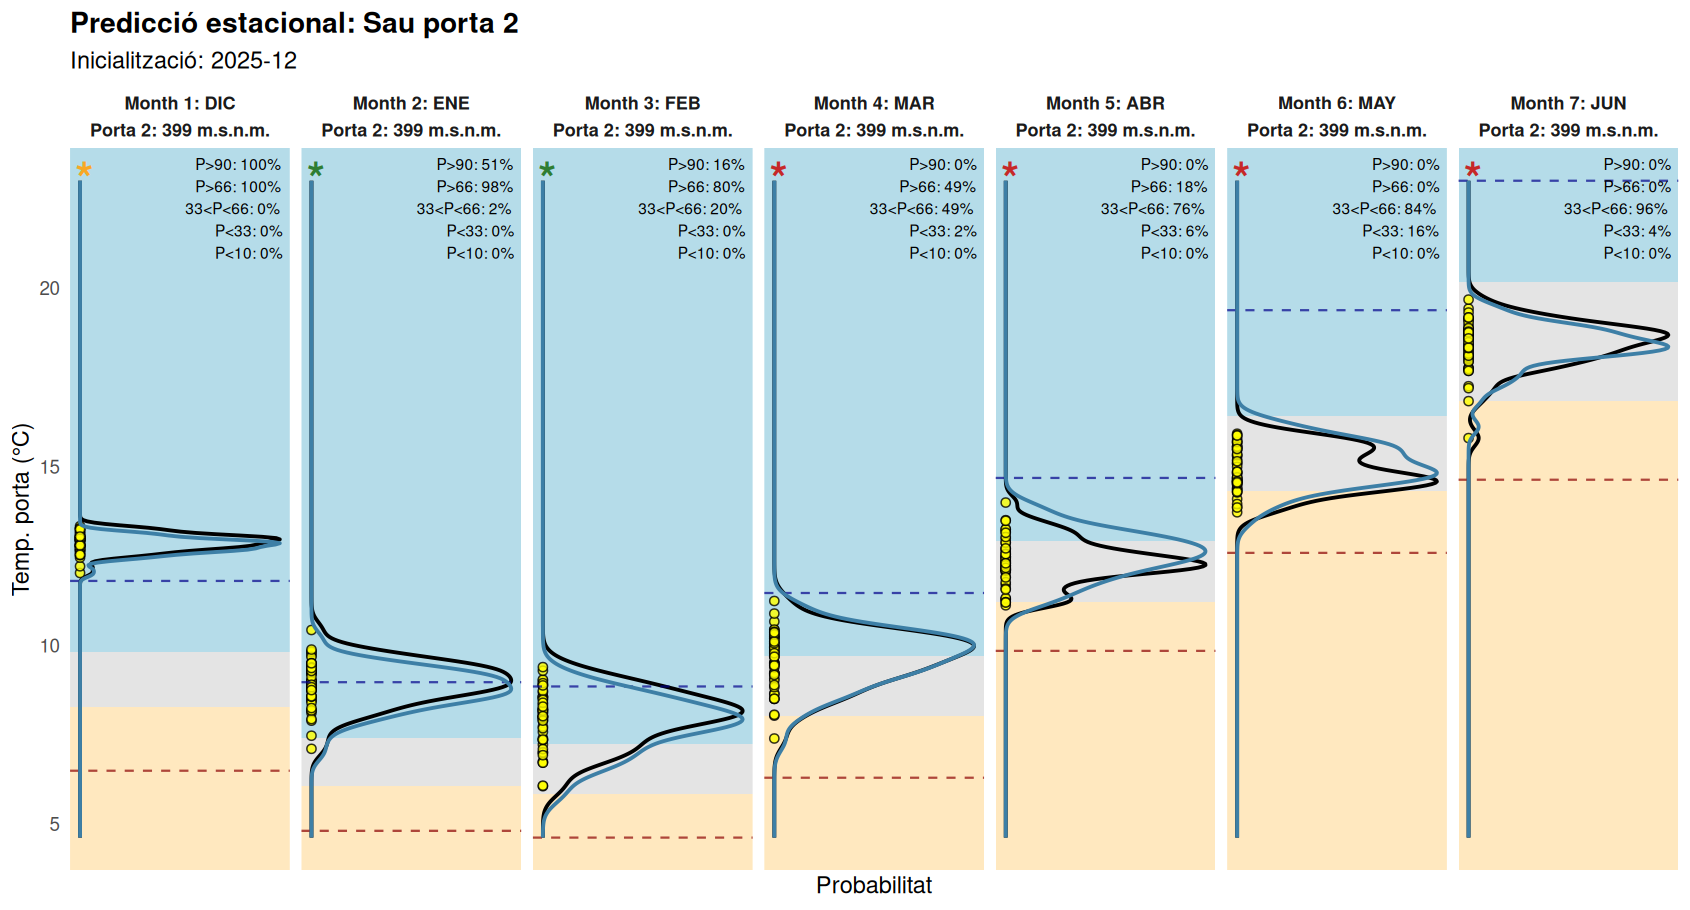 Predicció estacional: Sau porta 2
Inicialització: 2025-12
Month 1: DIC
Porta 2: 399 m.s.n.m.
Month 2: ENE
Porta 2: 399 m.s.n.m.
Month 3: FEB
Porta 2: 399 m.s.n.m.
Month 4: MAR
Porta 2: 399 m.s.n.m.
Month 5: ABR
Porta 2: 399 m.s.n.m.
Month 6: MAY
Porta 2: 399 m.s.n.m.
Month 7: JUN
Porta 2: 399 m.s.n.m.
*
P>90: 100%
P>66: 100%
33<P<66: 0%
P<33: 0%
P<10: 0%
*
P>90: 51%
P>66: 98%
33<P<66: 2%
P<33: 0%
P<10: 0%
*
P>90: 16%
P>66: 80%
33<P<66: 20%
P<33: 0%
P<10: 0%
*
P>90: 0%
P>66: 49%
33<P<66: 49%
P<33: 2%
P<10: 0%
*
P>90: 0%
P>66: 18%
33<P<66: 76%
P<33: 6%
P<10: 0%
*
P>90: 0%
P>66: 0%
33<P<66: 84%
P<33: 16%
P<10: 0%
*
P>90: 0%
P>66: 0%
33<P<66: 96%
P<33: 4%
P<10: 0%
Temp. porta (°C)
20
15
10
5
Probabilitat